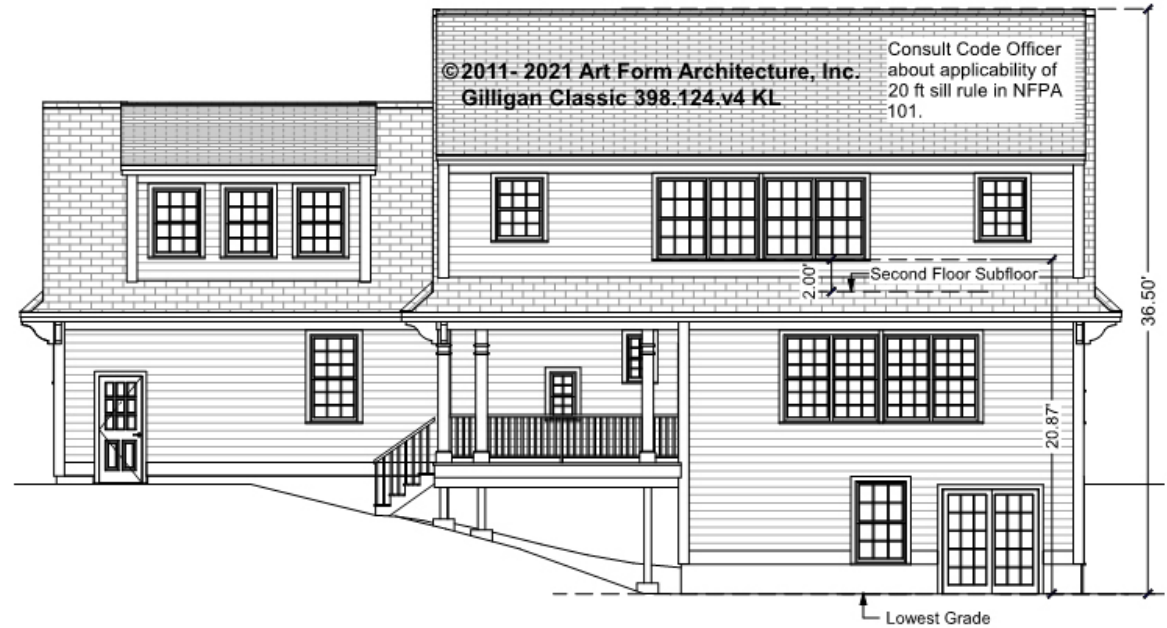 ©2011- 2021 Art Form Architecture, Inc.
Gilligan Classic 398.124.v4 KL
Consult Code Officer
about applicability of
20 ft sill rule in NFPA
101.
2.00'
Second Floor Subfloor
36.50'
20.87'
Lowest Grade